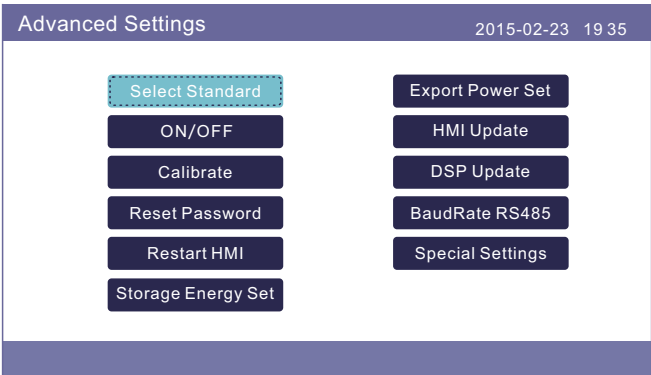 Advanced Settings
2015-02-23 19 35
Select Standard
ON/OFF
Calibrate
Reset Password
Restart HMI
Storage Energy Set
Export Power Set
HMI Update
DSP Update
BaudRate RS485
Special Settings